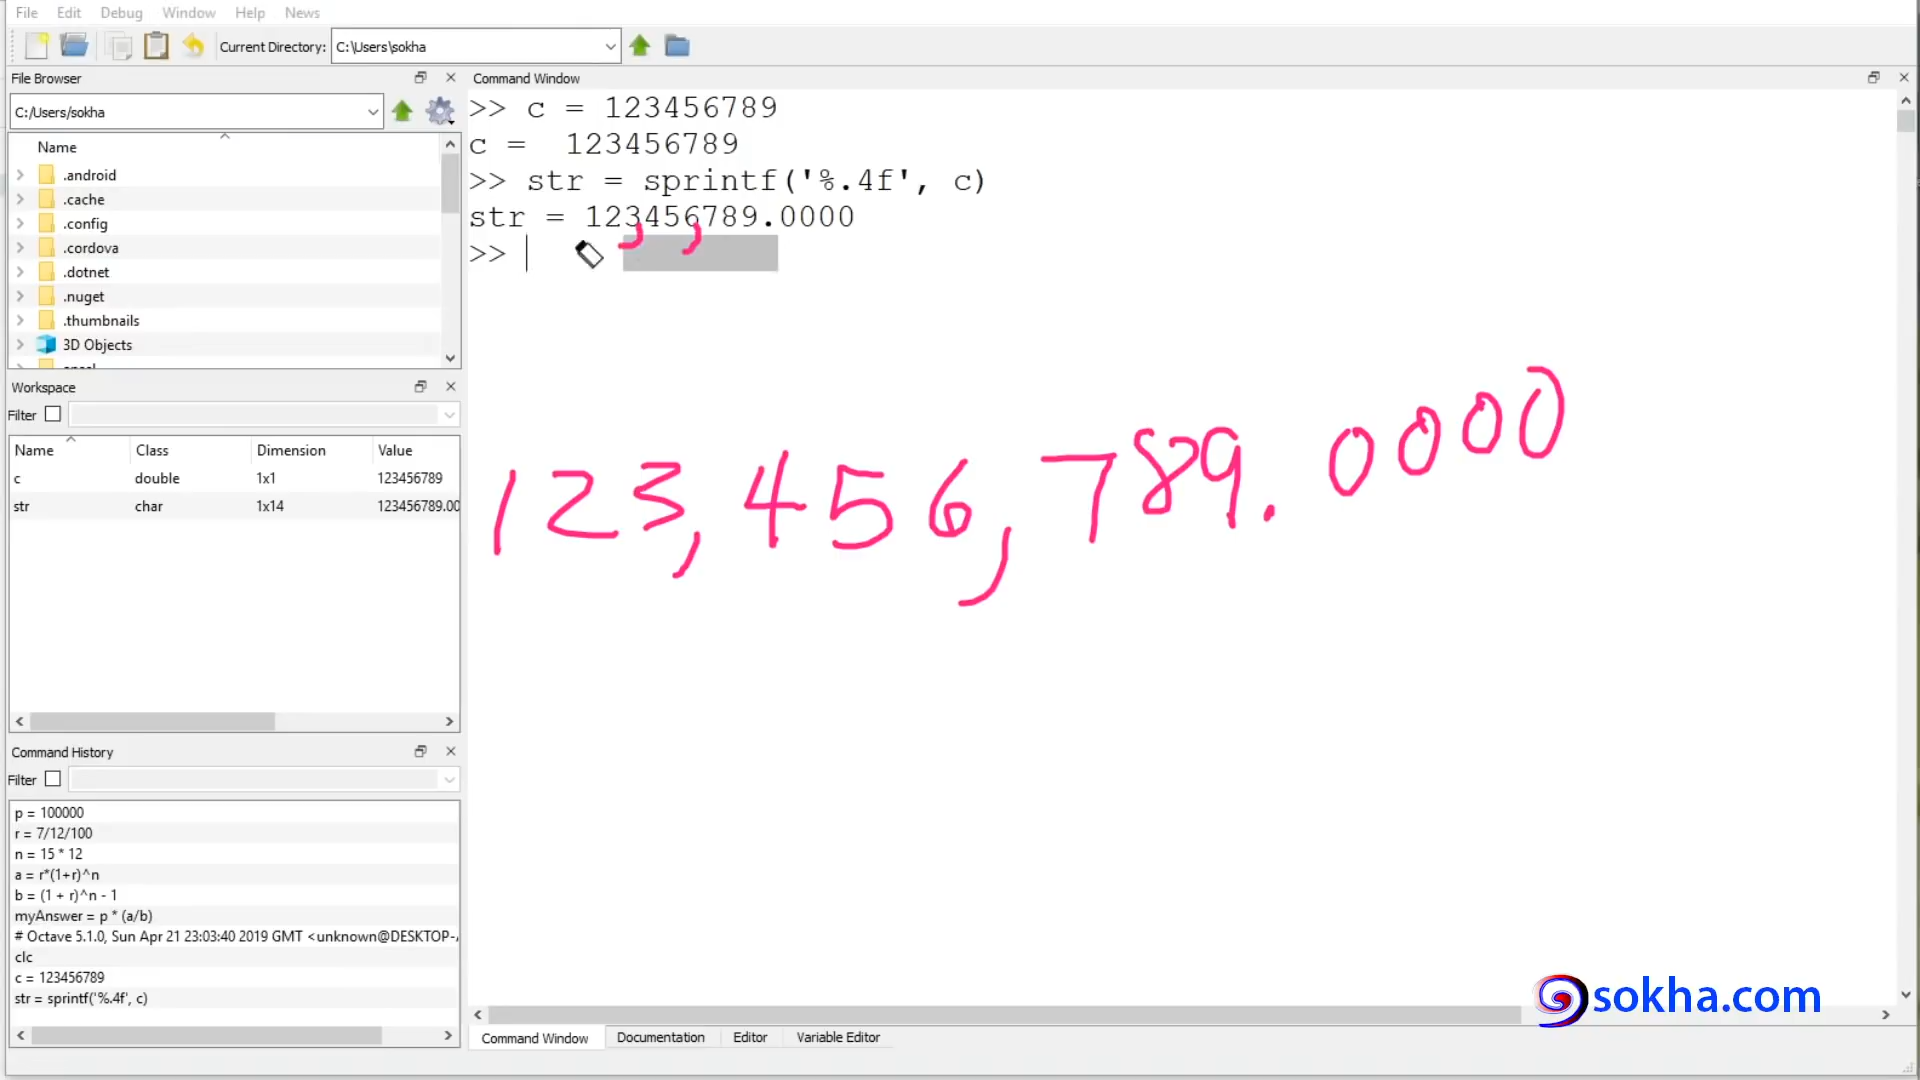 File Edit Debug Window Help News
Current Directory: C:\Users\sokha
File Browser
C:/Users/sokha
Name
.android
.cache
.config
.cordova
.dotnet
.nuget
.thumbnails
3D Objects
Workspace
Filter
Name Class Dimension Value
c double 1x1 123456789
str char 1x14 123456789.00
Command History
Filter
p = 100000
r = 7/12/100
n = 15 * 12
a = r*(1+r)^n
b = (1 + r)^n - 1
myAnswer = p * (a/b)
# Octave 5.1.0, Sun Apr 21 23:03:40 2019 GMT <unknown@DESKTOP-
clc
c = 123456789
str = sprintf('%.4f', c)
Command Window
>> c = 123456789
c = 123456789
>> str = sprintf('%.4f', c)
str = 123456789.0000
>>
123,456,789.0000
sokha.com
Command Window Documentation Editor Variable Editor